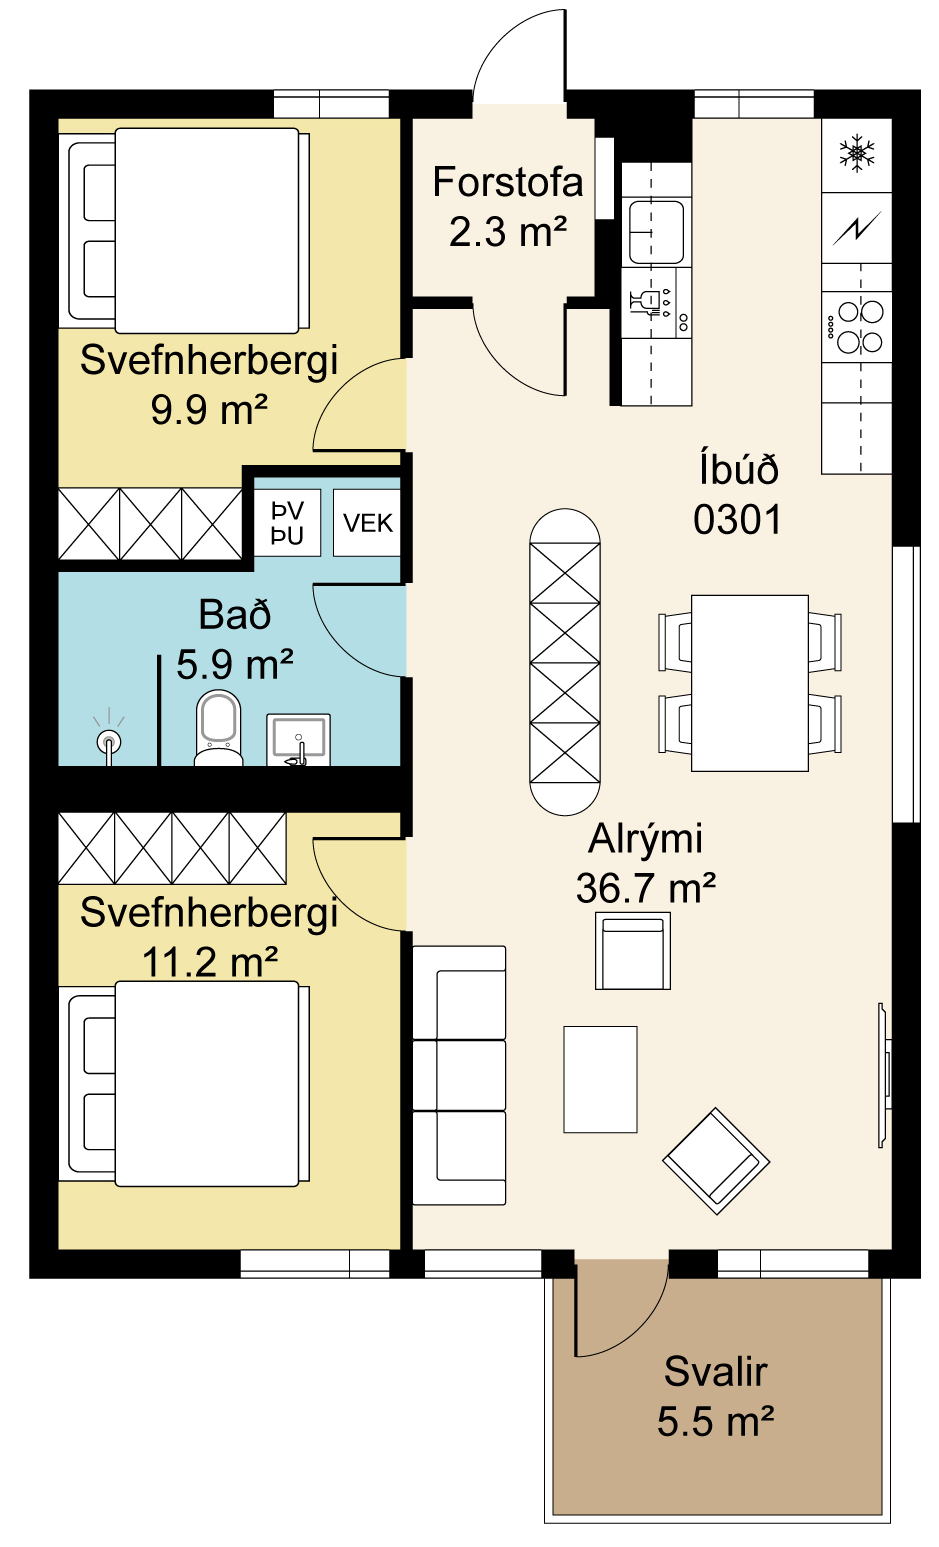 Forstofa
2.3 m²
Svefnherbergi
9.9 m²
Íbúð
0301
ÞV
ÞU
VEK
Bað
5.9 m²
Alrými
36.7 m²
Svefnherbergi
11.2 m²
Svalir
5.5 m²